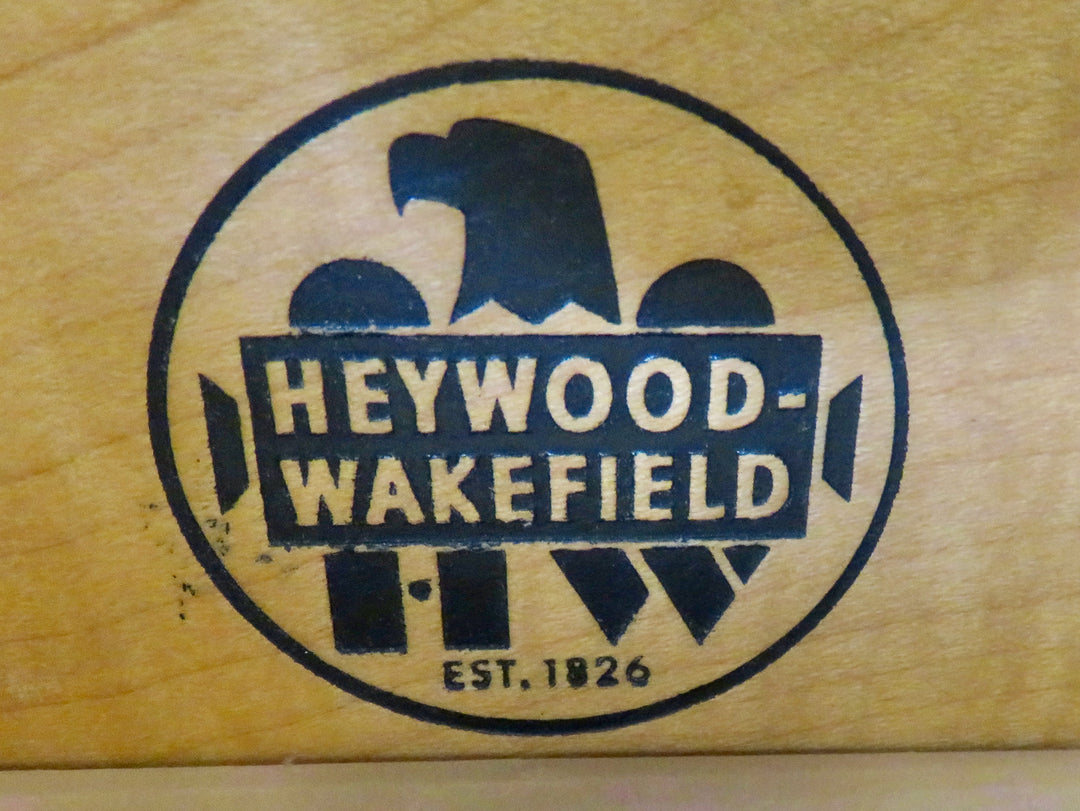 HEYWOOD-
WAKEFIELD
HW
EST. 1826